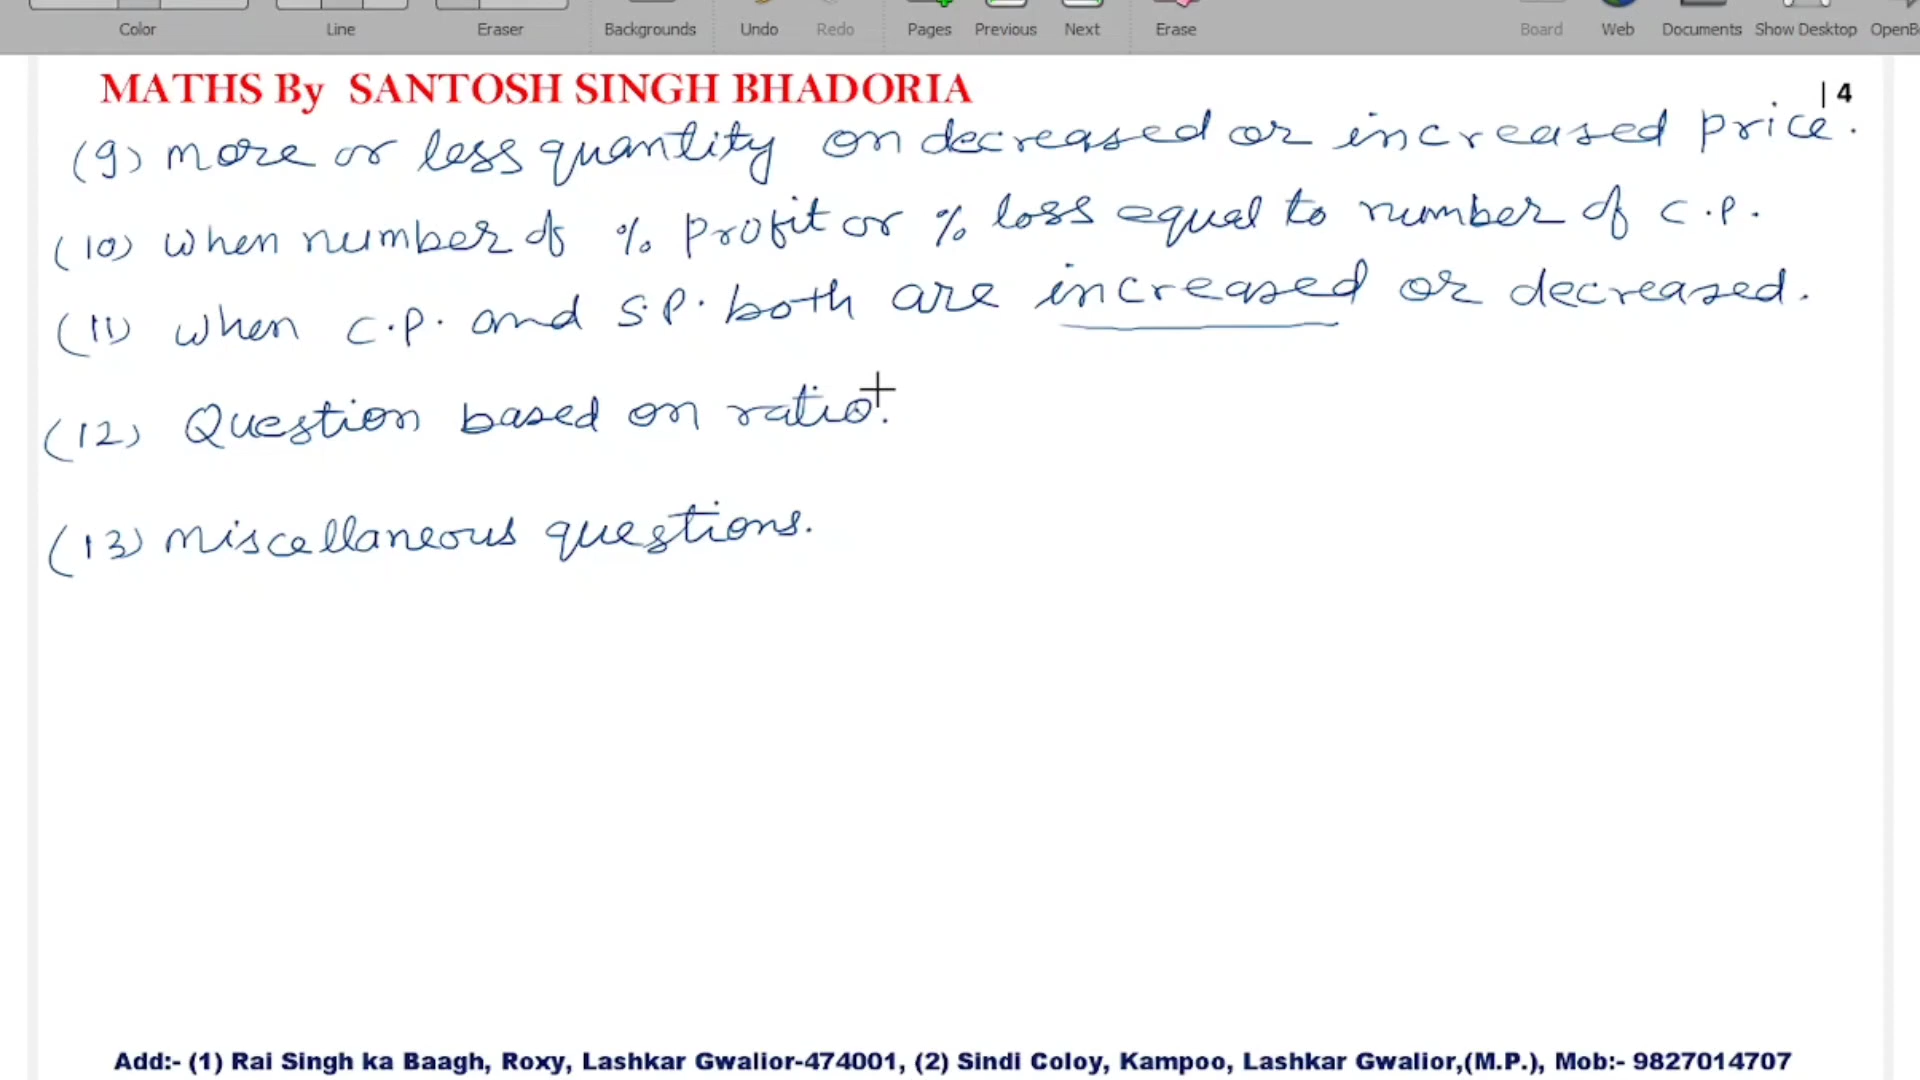 Color Line Eraser Backgrounds Undo Redo Pages Previous Next Erase Board Web Documents Show Desktop OpenB
MATHS By SANTOSH SINGH BHADORIA
| 4
(9) more or less quantity on decreased or increased price.
(10) when number of % profit or % loss equal to number of C.P.
(11) when C.P. and S.P. both are increased or decreased.
(12) Question based on ratio.
(13) miscellaneous questions.
Add:- (1) Rai Singh ka Baagh, Roxy, Lashkar Gwalior-474001, (2) Sindi Coloy, Kampoo, Lashkar Gwalior,(M.P.), Mob:- 9827014707